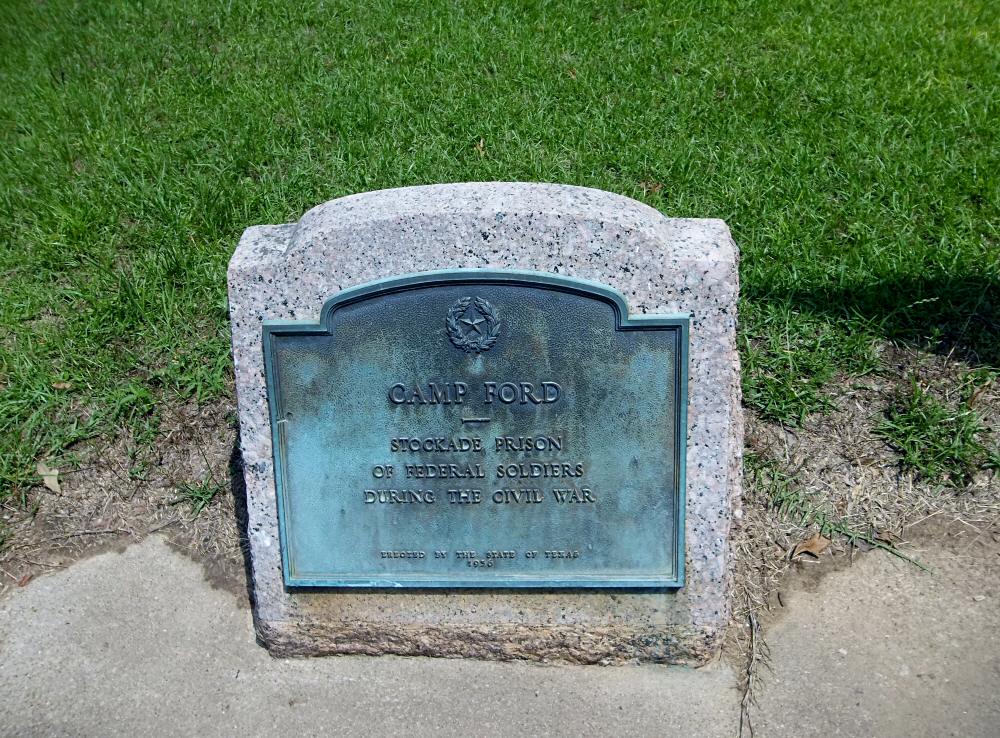 CAMP FORD
STOCKADE PRISON
OF FEDERAL SOLDIERS
DURING THE CIVIL WAR
ERECTED BY THE STATE OF TEXAS
1936